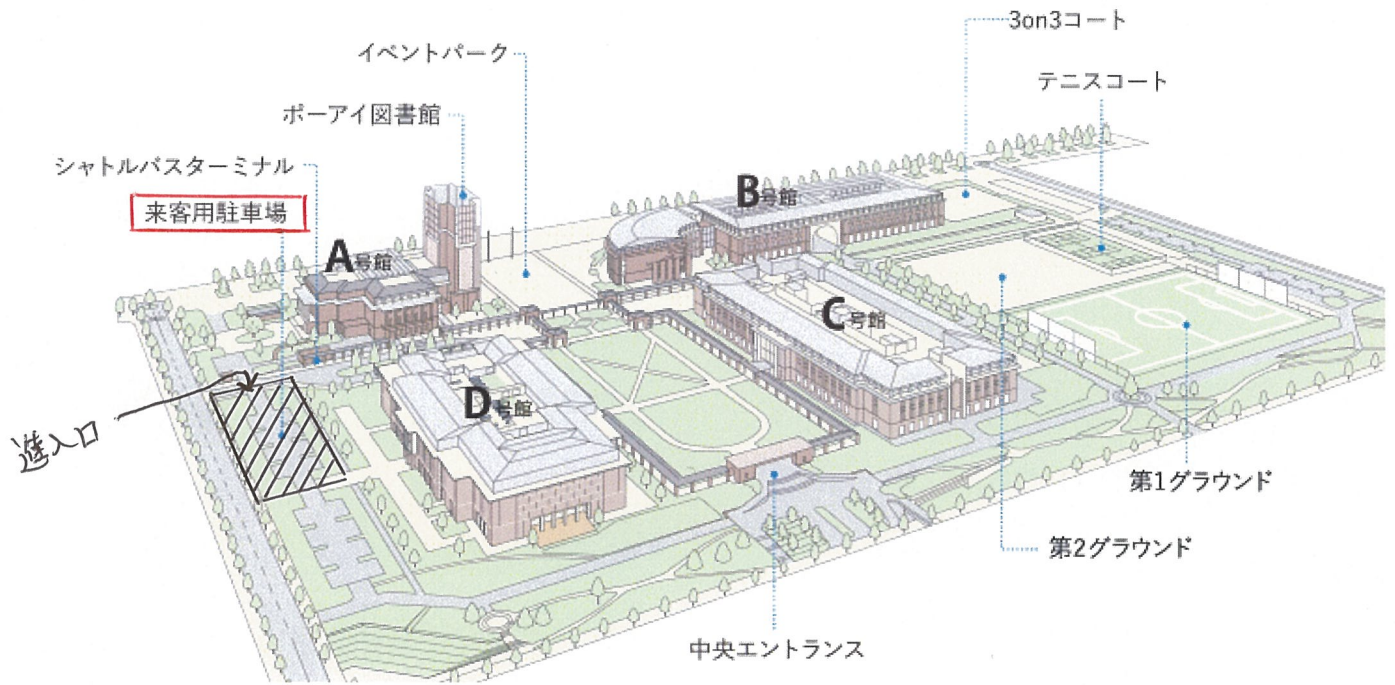 3on3コート
イベントパーク
テニスコート
ポーアイ図書館
シャトルバスターミナル
来客用駐車場
B号館
A号館
C号館
D号館
進入口
第1グラウンド
第2グラウンド
中央エントランス